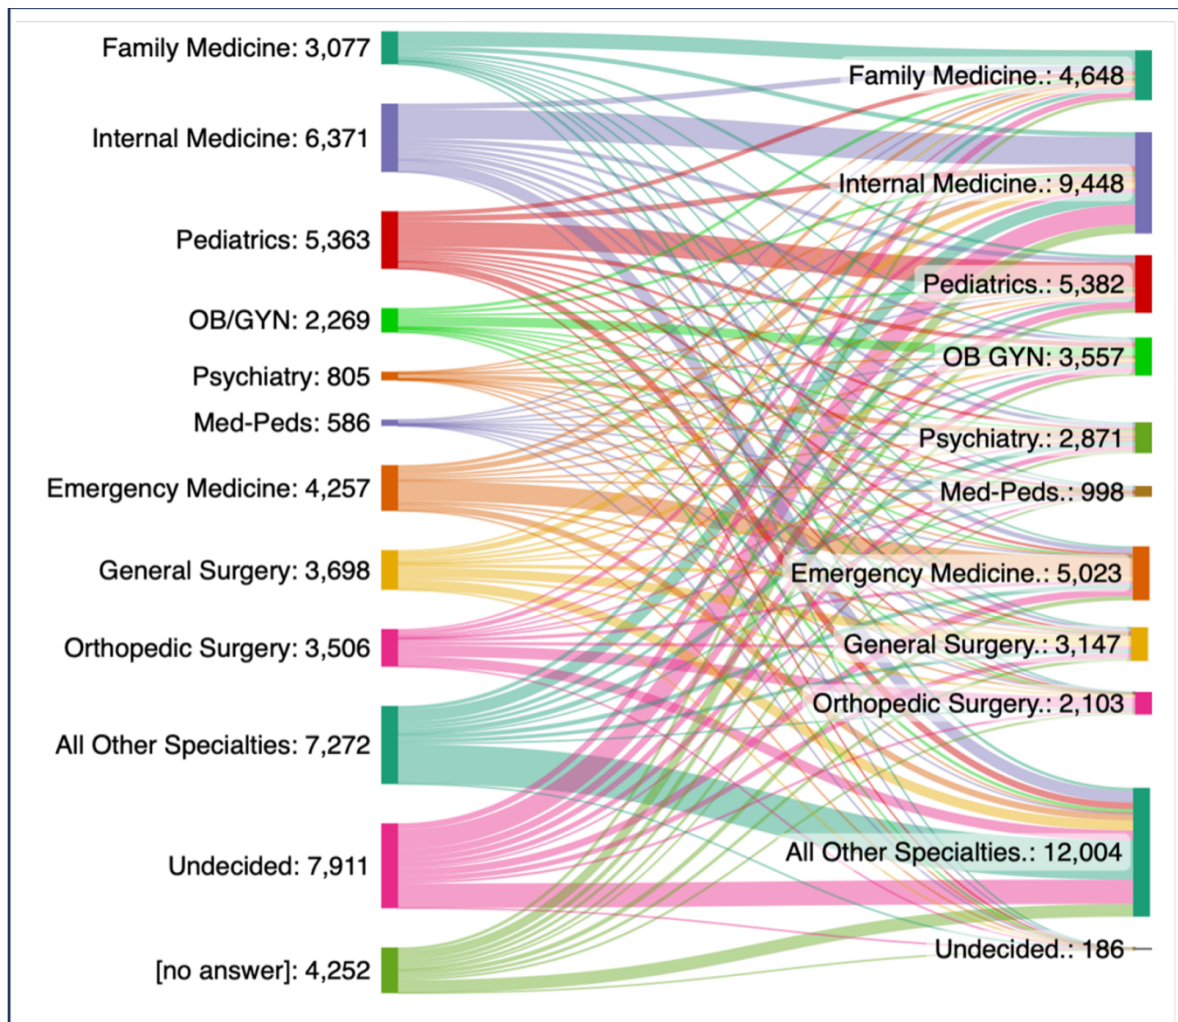 Family Medicine: 3,077
Internal Medicine: 6,371
Pediatrics: 5,363
OB/GYN: 2,269
Psychiatry: 805
Med-Peds: 586
Emergency Medicine: 4,257
General Surgery: 3,698
Orthopedic Surgery: 3,506
All Other Specialties: 7,272
Undecided: 7,911
[no answer]: 4,252
Family Medicine.: 4,648
Internal Medicine.: 9,448
Pediatrics.: 5,382
OB GYN: 3,557
Psychiatry.: 2,871
Med-Peds.: 998
Emergency Medicine.: 5,023
General Surgery.: 3,147
Orthopedic Surgery.: 2,103
All Other Specialties.: 12,004
Undecided.: 186